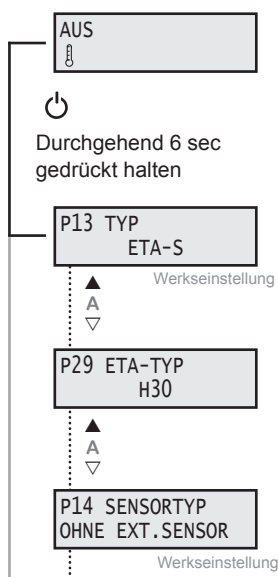 AUS
Durchgehend 6 sec
gedrückt halten
P13 TYP
ETA-S
Werkseinstellung
A
P29 ETA-TYP
H30
A
P14 SENSORTYP
OHNE EXT.SENSOR
Werkseinstellung